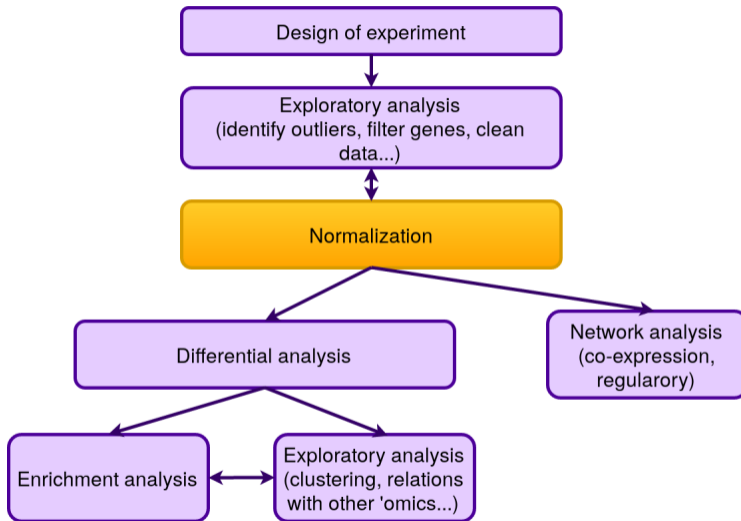 Design of experiment
Exploratory analysis
(identify outliers, filter genes, clean
data...)
Normalization
Differential analysis
Network analysis
(co-expression,
regularory)
Enrichment analysis
Exploratory analysis
(clustering, relations
with other 'omics...)